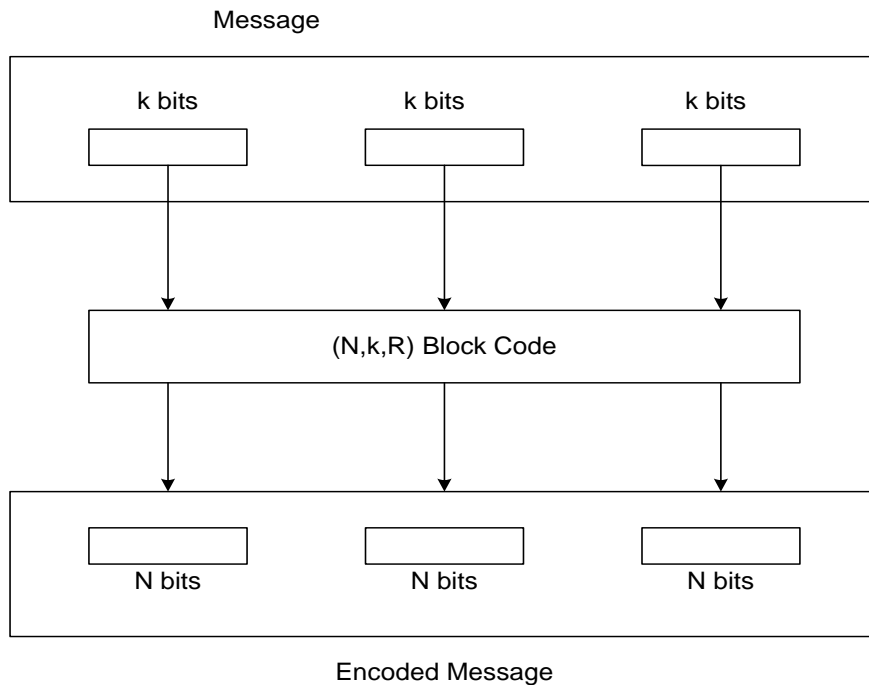 Message
k bits k bits k bits
(N,k,R) Block Code
N bits N bits N bits
Encoded Message